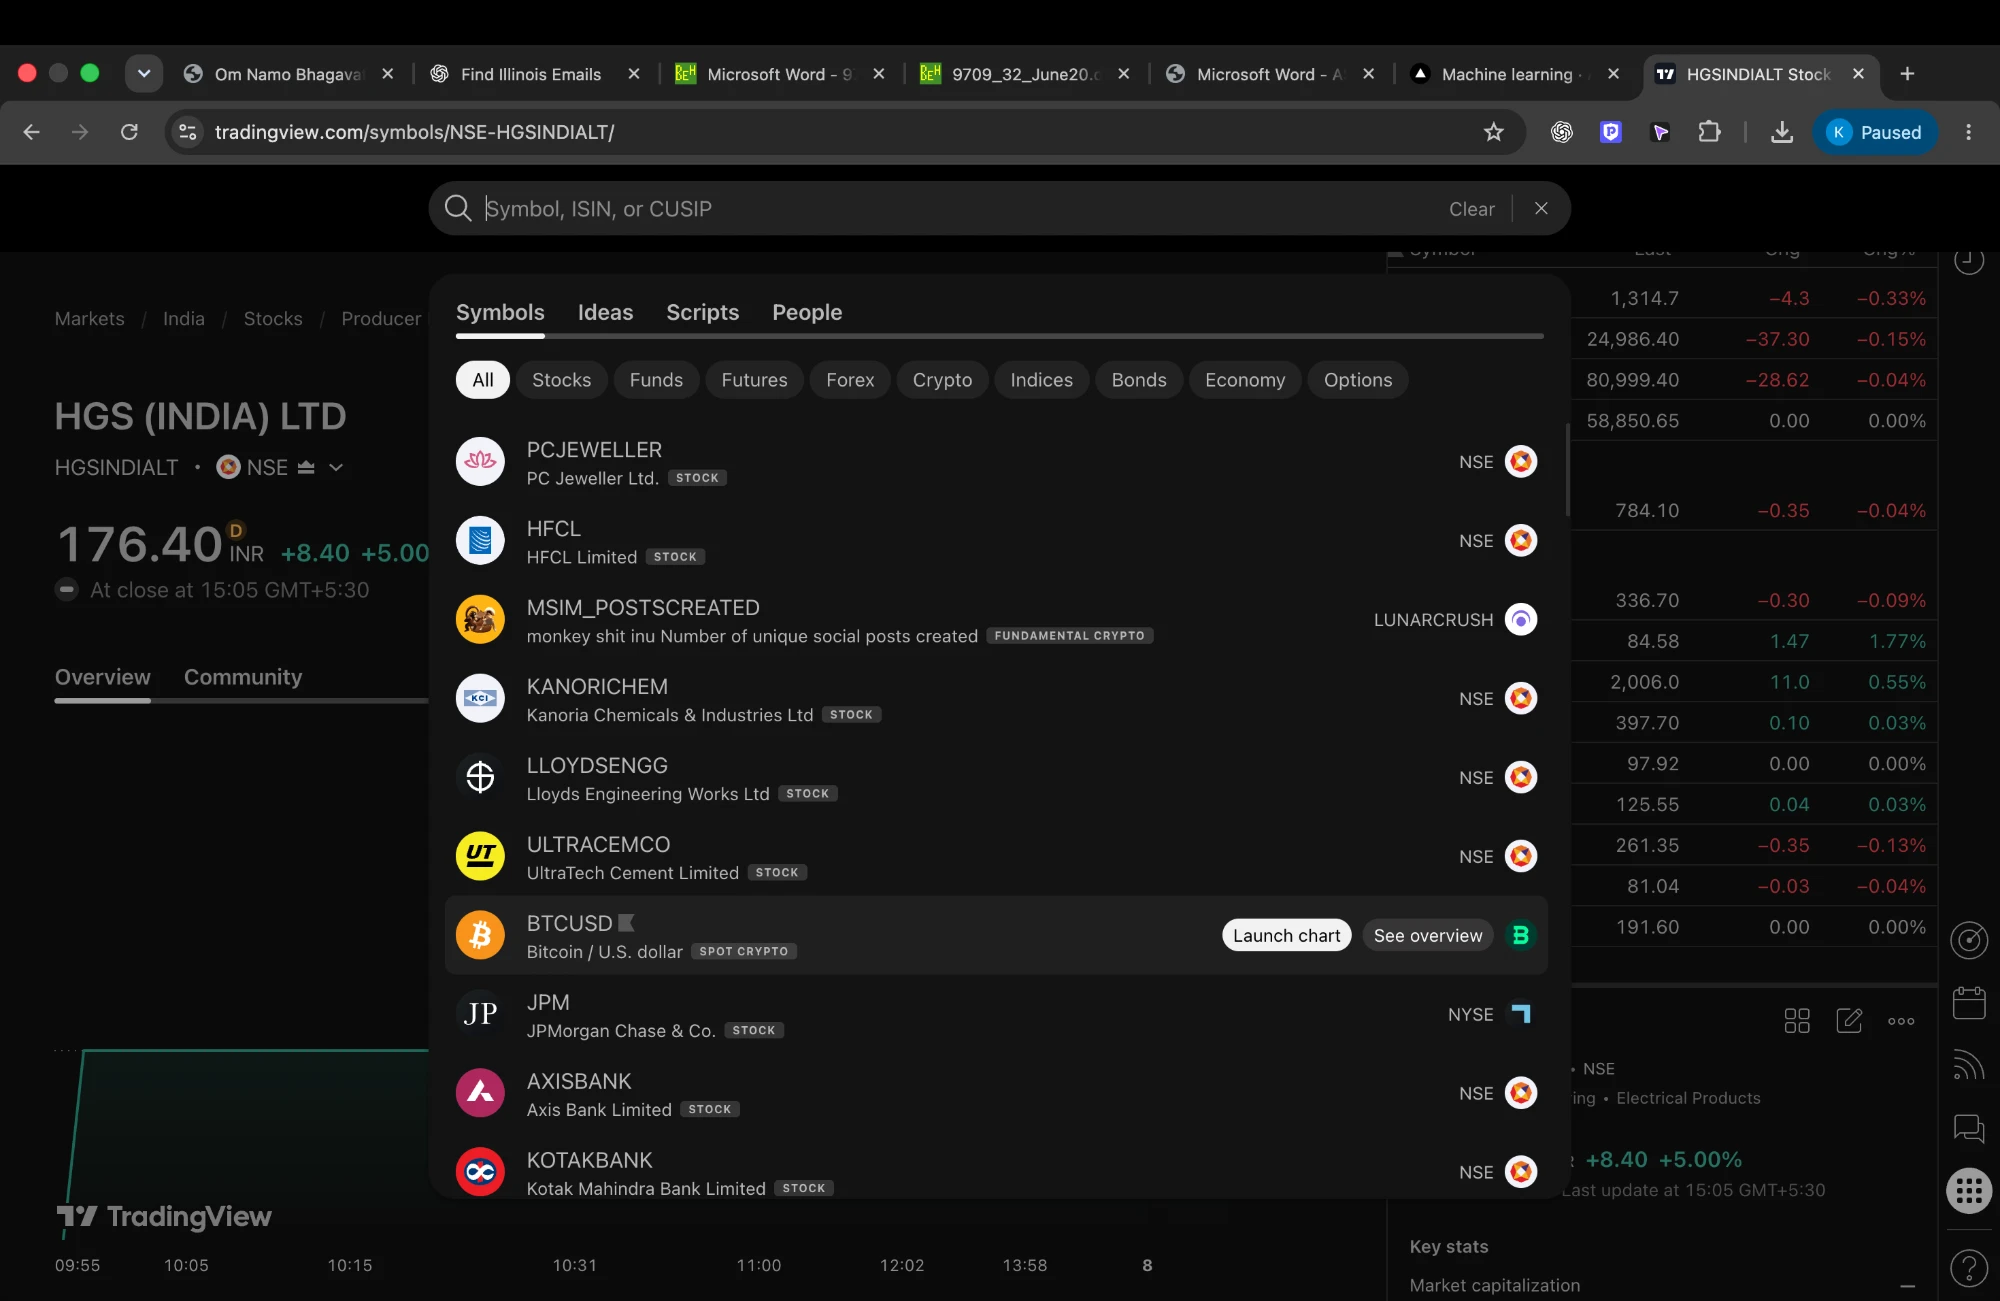 Om Namo Bhagava
Find Illinois Emails
Microsoft Word - 9
9709_32_June20.
Microsoft Word - A
Machine learning ·
HGSINDIALT Stock
tradingview.com/symbols/NSE-HGSINDIALT/
K Paused
Symbol, ISIN, or CUSIP
Clear
Symbol Last Chg Chg%
Markets / India / Stocks / Producer
Symbols Ideas Scripts People
All Stocks Funds Futures Forex Crypto Indices Bonds Economy Options
HGS (INDIA) LTD
HGSINDIALT · NSE
176.40 D INR +8.40 +5.00
At close at 15:05 GMT+5:30
Overview Community
PCJEWELLER
PC Jeweller Ltd. STOCK
NSE
HFCL
HFCL Limited STOCK
NSE
MSIM_POSTSCREATED
monkey shit inu Number of unique social posts created FUNDAMENTAL CRYPTO
LUNARCRUSH
KCI
KANORICHEM
Kanoria Chemicals & Industries Ltd STOCK
NSE
LLOYDSENGG
Lloyds Engineering Works Ltd STOCK
NSE
UT
ULTRACEMCO
UltraTech Cement Limited STOCK
NSE
BTCUSD
Bitcoin / U.S. dollar SPOT CRYPTO
Launch chart See overview B
JP
JPM
JPMorgan Chase & Co. STOCK
NYSE
AXISBANK
Axis Bank Limited STOCK
NSE
KOTAKBANK
Kotak Mahindra Bank Limited STOCK
NSE
1,314.7 −4.3 −0.33%
24,986.40 −37.30 −0.15%
80,999.40 −28.62 −0.04%
58,850.65 0.00 0.00%
784.10 −0.35 −0.04%
336.70 −0.30 −0.09%
84.58 1.47 1.77%
2,006.0 11.0 0.55%
397.70 0.10 0.03%
97.92 0.00 0.00%
125.55 0.04 0.03%
261.35 −0.35 −0.13%
81.04 −0.03 −0.04%
191.60 0.00 0.00%
• NSE
ing • Electrical Products
+8.40 +5.00%
Last update at 15:05 GMT+5:30
Key stats
Market capitalization —
TradingView
09:55 10:05 10:15 10:31 11:00 12:02 13:58 8